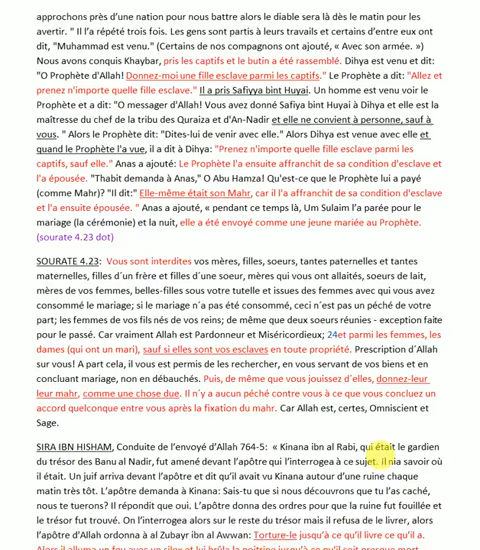 approchons près d'une nation pour nous battre alors le diable sera là dès le matin pour les
avertir. " Il l'a répété trois fois. Les gens sont partis à leurs travails et certains d'entre eux ont
dit, "Muhammad est venu." (Certains de nos compagnons ont ajouté, « Avec son armée. »)
Nous avons conquis Khaybar, pris les captifs et le butin a été rassemblé. Dihya est venu et dit:
"O Prophète d'Allah! Donnez-moi une fille esclave parmi les captifs." Le Prophète a dit: "Allez et
prenez n'importe quelle fille esclave." Il a pris Safiyya bint Huyai. Un homme est venu voir le
Prophète et a dit: "O messager d'Allah! Vous avez donné Safiya bint Huyai à Dihya et elle est la
maîtresse du chef de la tribu des Quraiza et d'An-Nadir et elle ne convient à personne, sauf à
vous. " Alors le Prophète dit: "Dites-lui de venir avec elle." Alors Dihya est venue avec elle et
quand le Prophète l'a vue, il a dit à Dihya: "Prenez n'importe quelle fille esclave parmi les
captifs, sauf elle." Anas a ajouté: Le Prophète l'a ensuite affranchit de sa condition d'esclave et
l'a épousée. "Thabit demanda à Anas," O Abu Hamza! Qu'est-ce que le Prophète lui a payé
(comme Mahr)? "Il dit:" Elle-même était son Mahr, car il l'a affranchit de sa condition d'esclave
et l'a ensuite épousée. " Anas a ajouté, « pendant ce temps là, Um Sulaim l'a parée pour le
mariage (la cérémonie) et la nuit, elle a été envoyé comme une jeune mariée au Prophète.
(sourate 4.23 dot)
SOURATE 4.23: Vous sont interdites vos mères, filles, soeurs, tantes paternelles et tantes
maternelles, filles d´un frère et filles d´une soeur, mères qui vous ont allaités, soeurs de lait,
mères de vos femmes, belles-filles sous votre tutelle et issues des femmes avec qui vous avez
consommé le mariage; si le mariage n´a pas été consommé, ceci n´est pas un péché de votre
part; les femmes de vos fils nés de vos reins; de même que deux soeurs réunies - exception faite
pour le passé. Car vraiment Allah est Pardonneur et Miséricordieux; 24et parmi les femmes, les
dames (qui ont un mari), sauf si elles sont vos esclaves en toute propriété. Prescription d´Allah
sur vous! A part cela, il vous est permis de les rechercher, en vous servant de vos biens et en
concluant mariage, non en débauchés. Puis, de même que vous jouissez d´elles, donnez-leur
leur mahr, comme une chose due. Il n´y a aucun péché contre vous à ce que vous concluez un
accord quelconque entre vous après la fixation du mahr. Car Allah est, certes, Omniscient et
Sage.
SIRA IBN HISHAM, Conduite de l'envoyé d'Allah 764-5: « Kinana ibn al Rabi, qui était le gardien
du trésor des Banu al Nadir, fut amené devant l'apôtre qui l'interrogea à ce sujet. Il nia savoir où
il était. Un juif arriva devant l'apôtre et dit qu'il avait vu Kinana autour d'une ruine chaque
matin très tôt. L'apôtre demanda à Kinana: Sais-tu que si nous découvrons que tu l'as caché,
nous te tuerons? Il répondit que oui. L'apôtre donna des ordres pour que la ruine fut fouillée et
le trésor fut trouvé. On l'interrogea alors sur le reste du trésor mais il refusa de le livrer, alors
l'apôtre d'Allah ordonna à al Zubayr ibn al Awwan: Torture-le jusqu'à ce qu'il livre ce qu'il a.
Alors il alluma un feu avec un silex et lui brûla la poitrine jusqu'à ce qu'il soit presque mort